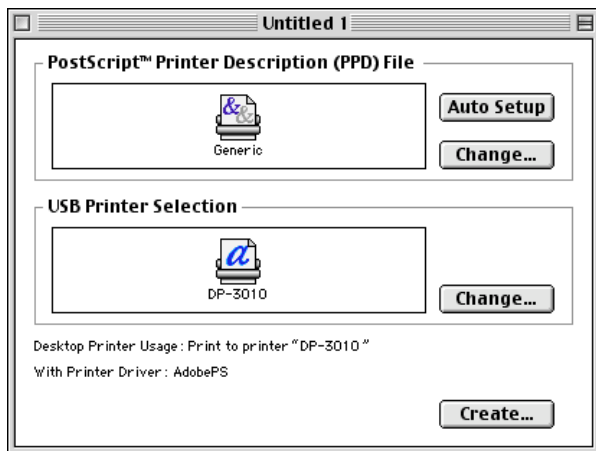 Untitled 1
PostScript™ Printer Description (PPD) File
&&
Generic
Auto Setup
Change...
USB Printer Selection
a
DP-3010
Change...
Desktop Printer Usage : Print to printer "DP-3010 "
With Printer Driver : AdobePS
Create...